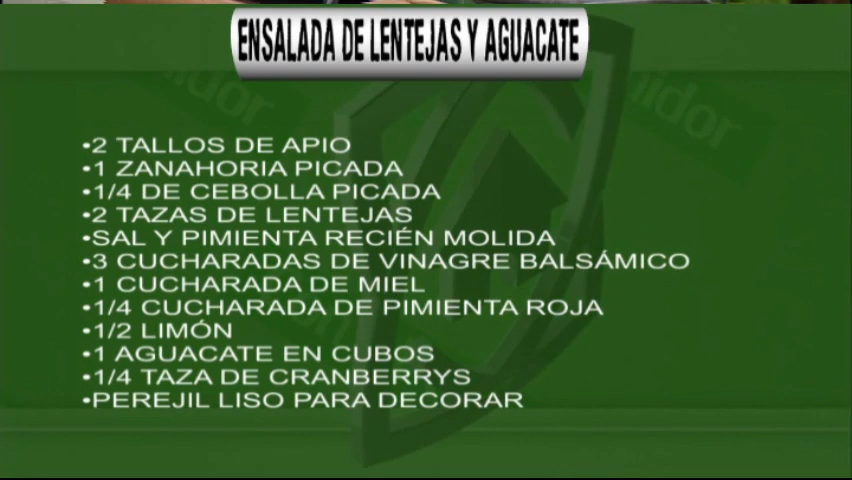 ENSALADA DE LENTEJAS Y AGUACATE
•2 TALLOS DE APIO
•1 ZANAHORIA PICADA
•1/4 DE CEBOLLA PICADA
•2 TAZAS DE LENTEJAS
•SAL Y PIMIENTA RECIÉN MOLIDA
•3 CUCHARADAS DE VINAGRE BALSÁMICO
•1 CUCHARADA DE MIEL
•1/4 CUCHARADA DE PIMIENTA ROJA
•1/2 LIMÓN
•1 AGUACATE EN CUBOS
•1/4 TAZA DE CRANBERRYS
•PEREJIL LISO PARA DECORAR